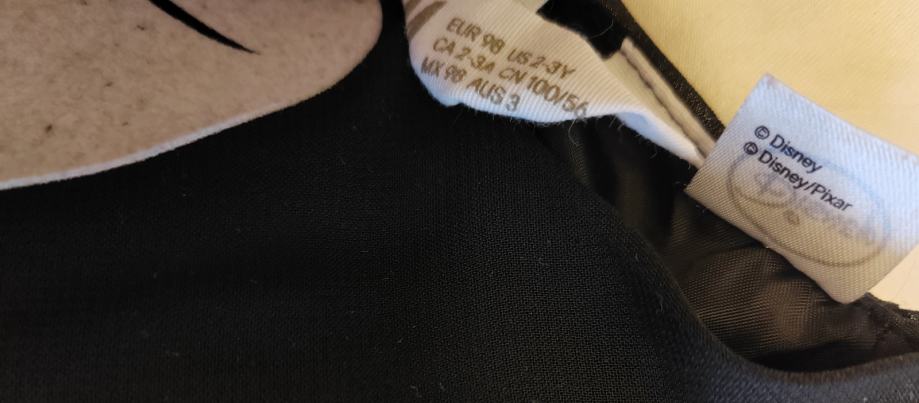 EUR 98 US 2-3Y
CA 2-3A CN 100/56
MX 98 AUS 3
© Disney
© Disney/Pixar